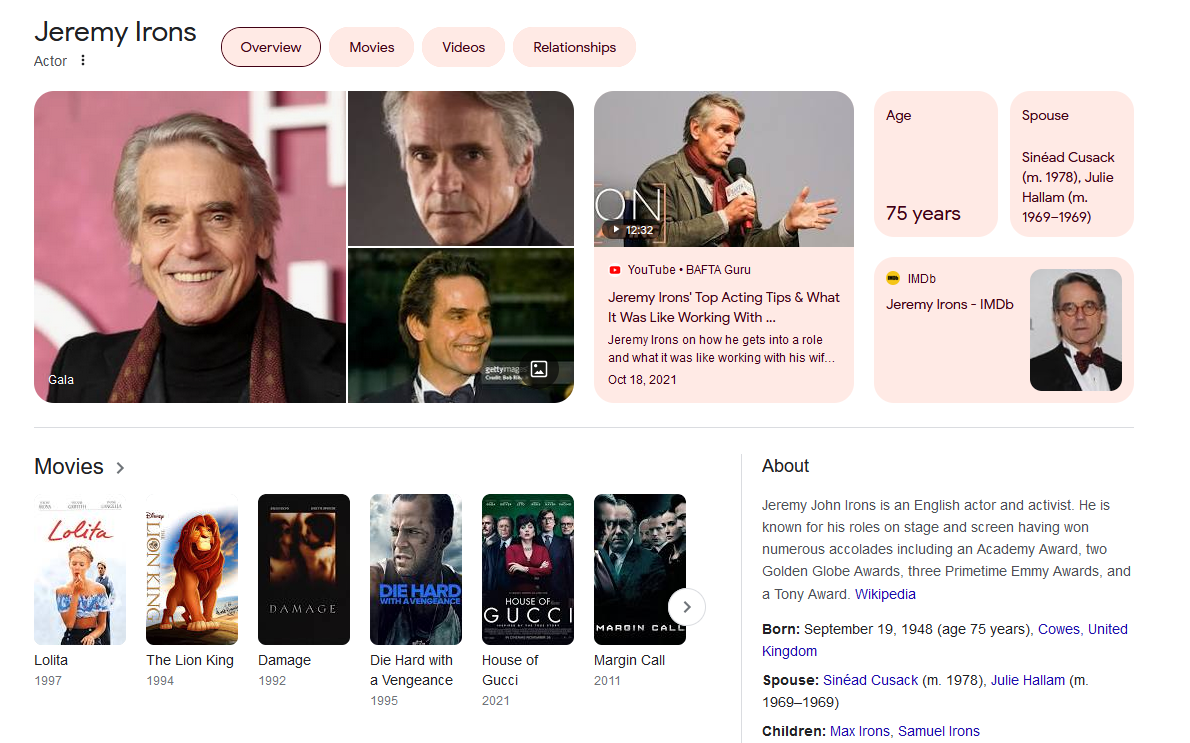 Jeremy Irons
Actor
Overview
Movies
Videos
Relationships
Gala
gettyimages
ON
12:32
YouTube • BAFTA Guru
Jeremy Irons' Top Acting Tips & What
It Was Like Working With ...
Jeremy Irons on how he gets into a role
and what it was like working with his wif...
Oct 18, 2021
Age
75 years
Spouse
Sinéad Cusack
(m. 1978), Julie
Hallam (m.
1969–1969)
IMDb
Jeremy Irons - IMDb
Movies
Lolita
Lolita
1997
Disney
THE
LION KING
The Lion King
1994
DAMAGE
Damage
1992
DIE HARD
WITH A VENGEANCE
Die Hard with
a Vengeance
1995
HOUSE OF
GUCCI
House of
Gucci
2021
MARGIN CALL
Margin Call
2011
About
Jeremy John Irons is an English actor and activist. He is
known for his roles on stage and screen having won
numerous accolades including an Academy Award, two
Golden Globe Awards, three Primetime Emmy Awards, and
a Tony Award. Wikipedia
Born: September 19, 1948 (age 75 years), Cowes, United
Kingdom
Spouse: Sinéad Cusack (m. 1978), Julie Hallam (m.
1969–1969)
Children: Max Irons, Samuel Irons